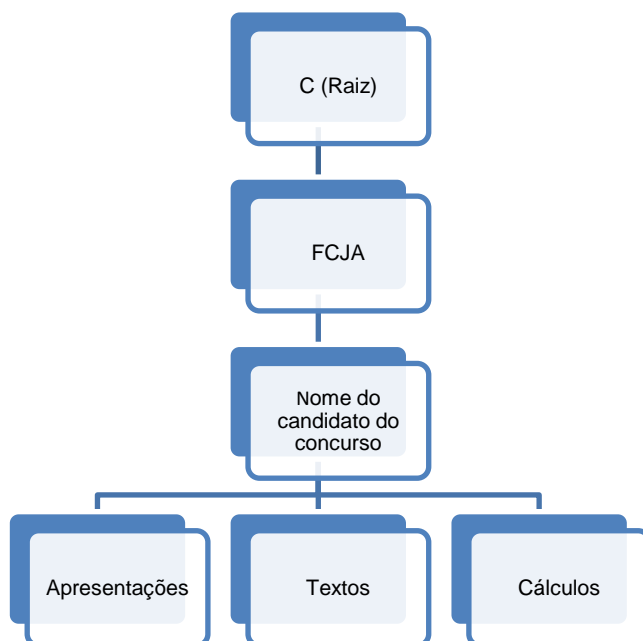 C (Raiz)
FCJA
Nome do
candidato do
concurso
Apresentações
Textos
Cálculos